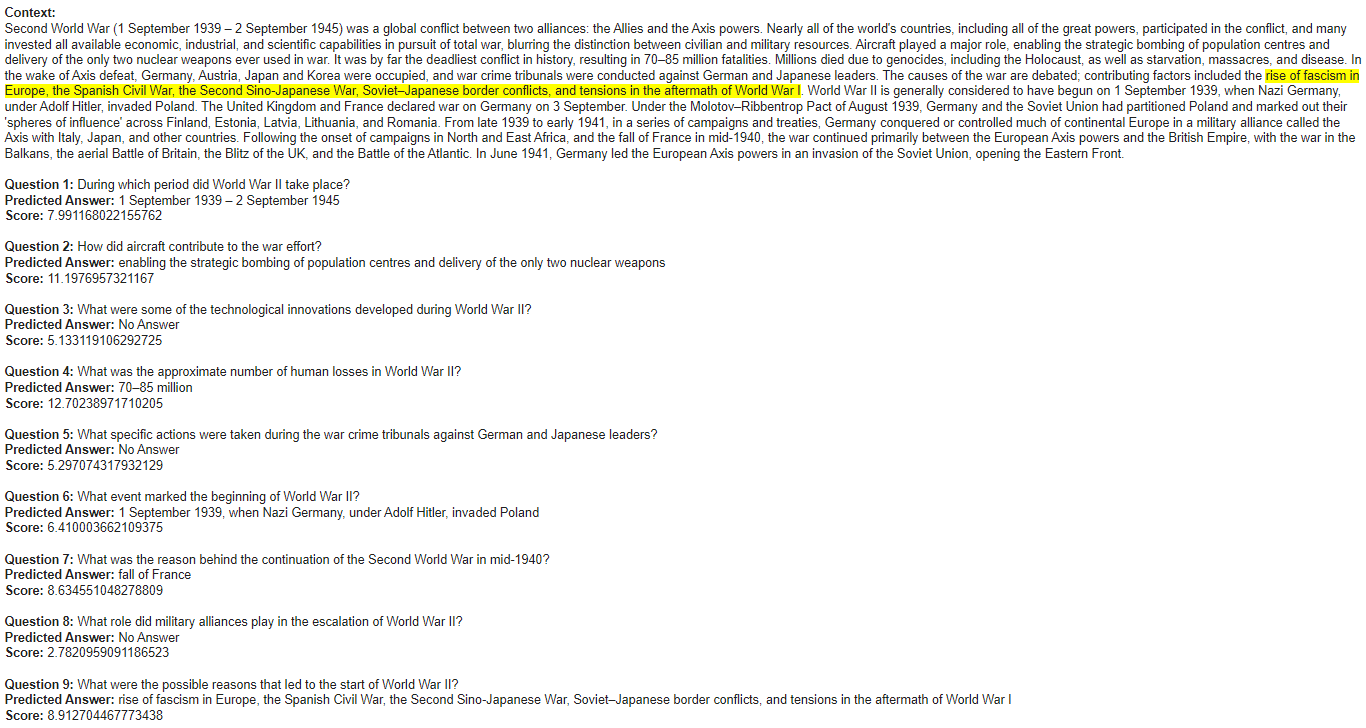 Context:
Second World War (1 September 1939 – 2 September 1945) was a global conflict between two alliances: the Allies and the Axis powers. Nearly all of the world's countries, including all of the great powers, participated in the conflict, and many
invested all available economic, industrial, and scientific capabilities in pursuit of total war, blurring the distinction between civilian and military resources. Aircraft played a major role, enabling the strategic bombing of population centres and
delivery of the only two nuclear weapons ever used in war. It was by far the deadliest conflict in history, resulting in 70–85 million fatalities. Millions died due to genocides, including the Holocaust, as well as starvation, massacres, and disease. In
the wake of Axis defeat, Germany, Austria, Japan and Korea were occupied, and war crime tribunals were conducted against German and Japanese leaders. The causes of the war are debated; contributing factors included the rise of fascism in
Europe, the Spanish Civil War, the Second Sino-Japanese War, Soviet–Japanese border conflicts, and tensions in the aftermath of World War I. World War II is generally considered to have begun on 1 September 1939, when Nazi Germany,
under Adolf Hitler, invaded Poland. The United Kingdom and France declared war on Germany on 3 September. Under the Molotov–Ribbentrop Pact of August 1939, Germany and the Soviet Union had partitioned Poland and marked out their
'spheres of influence' across Finland, Estonia, Latvia, Lithuania, and Romania. From late 1939 to early 1941, in a series of campaigns and treaties, Germany conquered or controlled much of continental Europe in a military alliance called the
Axis with Italy, Japan, and other countries. Following the onset of campaigns in North and East Africa, and the fall of France in mid-1940, the war continued primarily between the European Axis powers and the British Empire, with the war in the
Balkans, the aerial Battle of Britain, the Blitz of the UK, and the Battle of the Atlantic. In June 1941, Germany led the European Axis powers in an invasion of the Soviet Union, opening the Eastern Front.
Question 1: During which period did World War II take place?
Predicted Answer: 1 September 1939 – 2 September 1945
Score: 7.991168022155762
Question 2: How did aircraft contribute to the war effort?
Predicted Answer: enabling the strategic bombing of population centres and delivery of the only two nuclear weapons
Score: 11.1976957321167
Question 3: What were some of the technological innovations developed during World War II?
Predicted Answer: No Answer
Score: 5.133119106292725
Question 4: What was the approximate number of human losses in World War II?
Predicted Answer: 70–85 million
Score: 12.70238971710205
Question 5: What specific actions were taken during the war crime tribunals against German and Japanese leaders?
Predicted Answer: No Answer
Score: 5.297074317932129
Question 6: What event marked the beginning of World War II?
Predicted Answer: 1 September 1939, when Nazi Germany, under Adolf Hitler, invaded Poland
Score: 6.410003662109375
Question 7: What was the reason behind the continuation of the Second World War in mid-1940?
Predicted Answer: fall of France
Score: 8.634551048278809
Question 8: What role did military alliances play in the escalation of World War II?
Predicted Answer: No Answer
Score: 2.7820959091186523
Question 9: What were the possible reasons that led to the start of World War II?
Predicted Answer: rise of fascism in Europe, the Spanish Civil War, the Second Sino-Japanese War, Soviet–Japanese border conflicts, and tensions in the aftermath of World War I
Score: 8.912704467773438